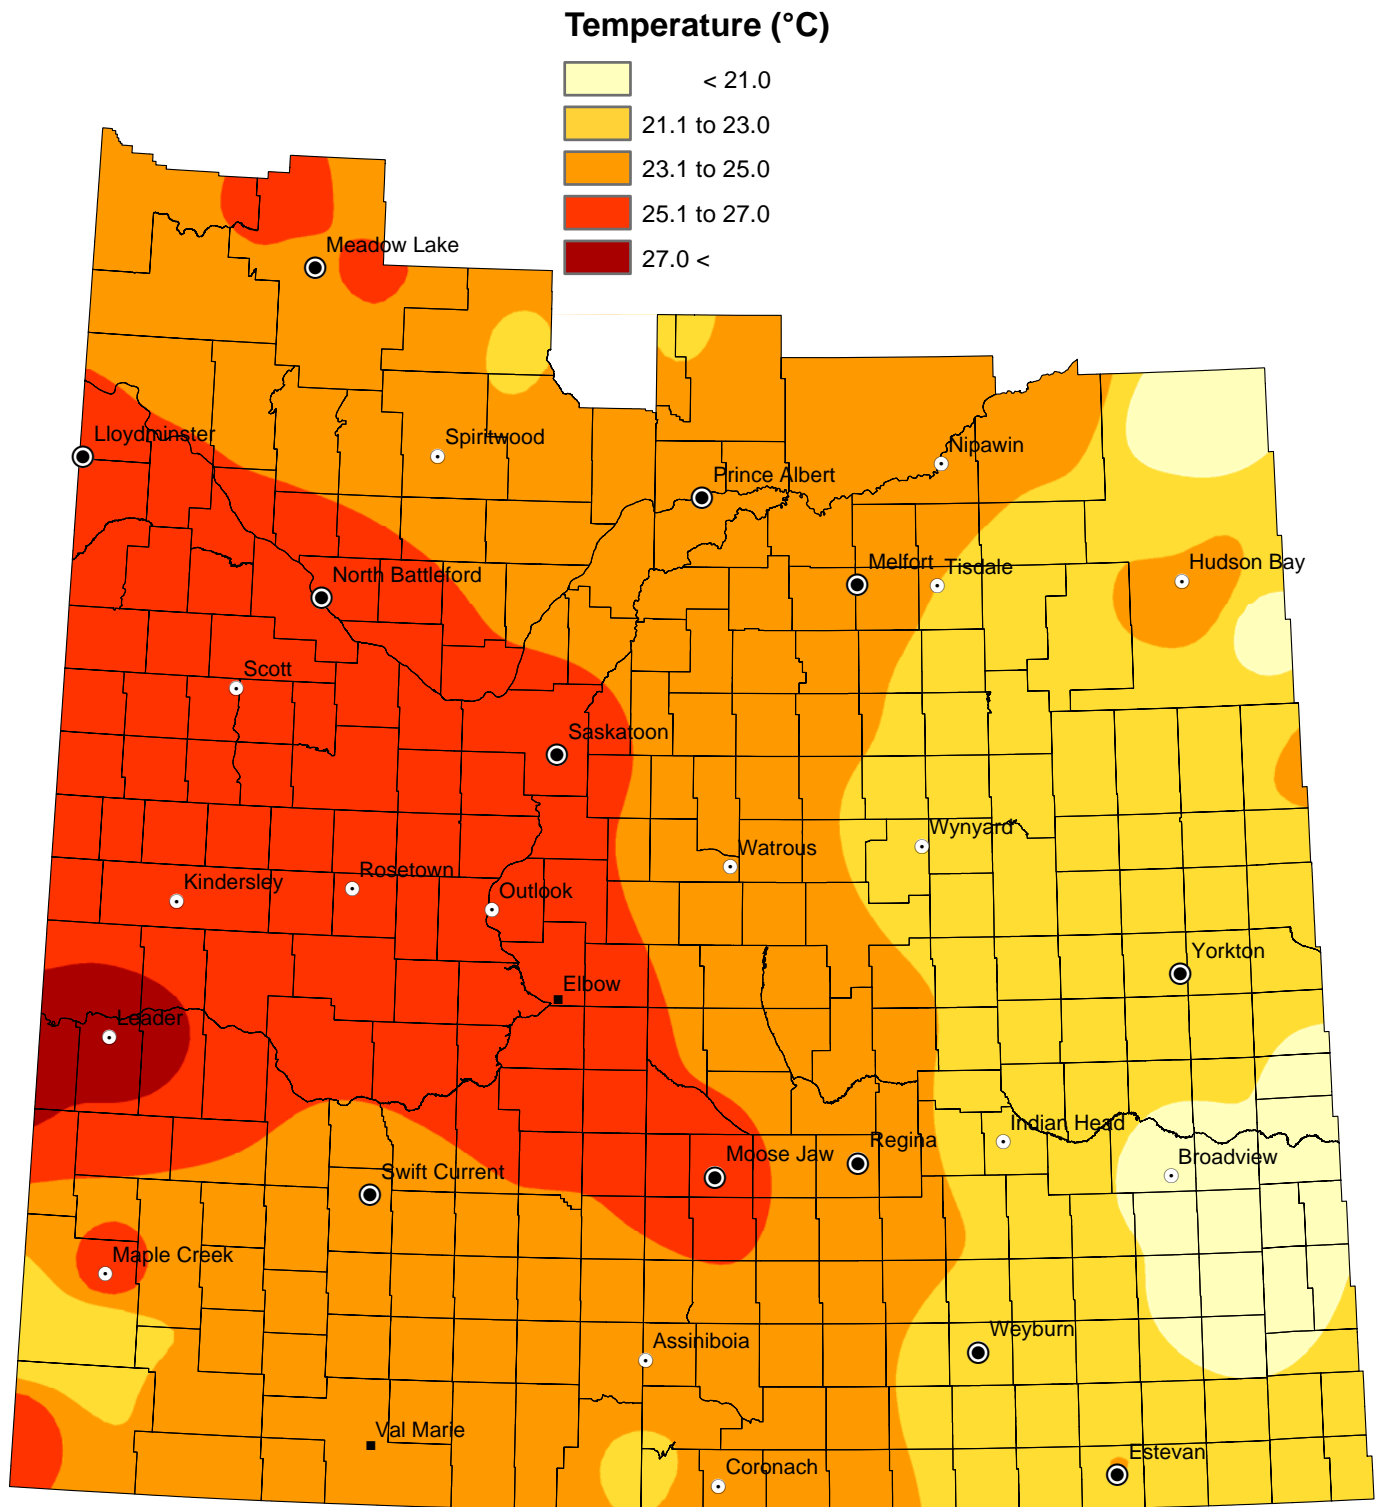 Temperature (°C)
< 21.0
21.1 to 23.0
23.1 to 25.0
25.1 to 27.0
27.0 <
Meadow Lake
Lloydminster
Spiritwood
Nipawin
Prince Albert
Hudson Bay
Melfort
Tisdale
North Battleford
Scott
Saskatoon
Wynyard
Watrous
Rosetown
Kindersley
Outlook
Yorkton
Elbow
Leader
Indian Head
Regina
Moose Jaw
Broadview
Swift Current
Maple Creek
Weyburn
Assiniboia
Val Marie
Estevan
Coronach